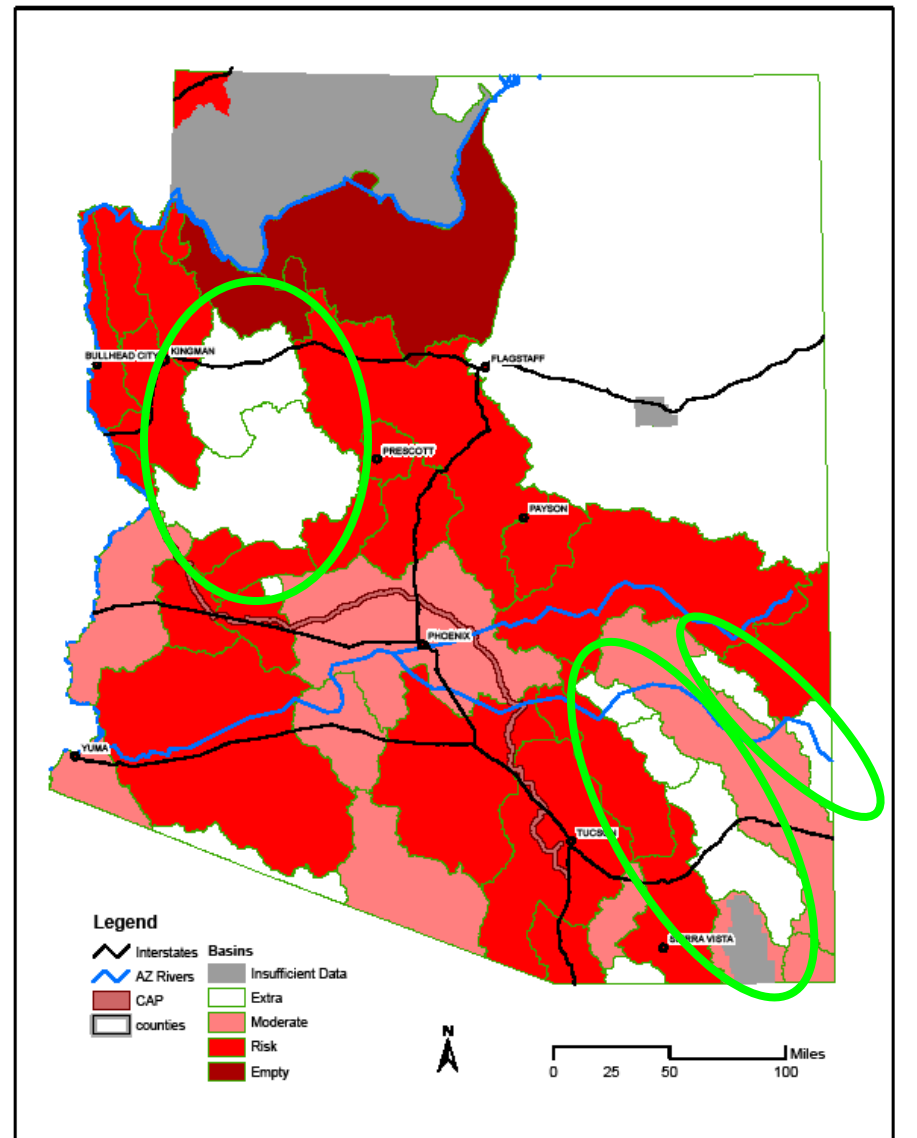 BULLHEAD CITY
KINGMAN
FLAGSTAFF
PRESCOTT
PAYSON
PHOENIX
YUMA
TUCSON
SIERRA VISTA
Legend
Interstates
AZ Rivers
CAP
counties
Basins
Insufficient Data
Extra
Moderate
Risk
Empty
N
Miles
0 25 50 100